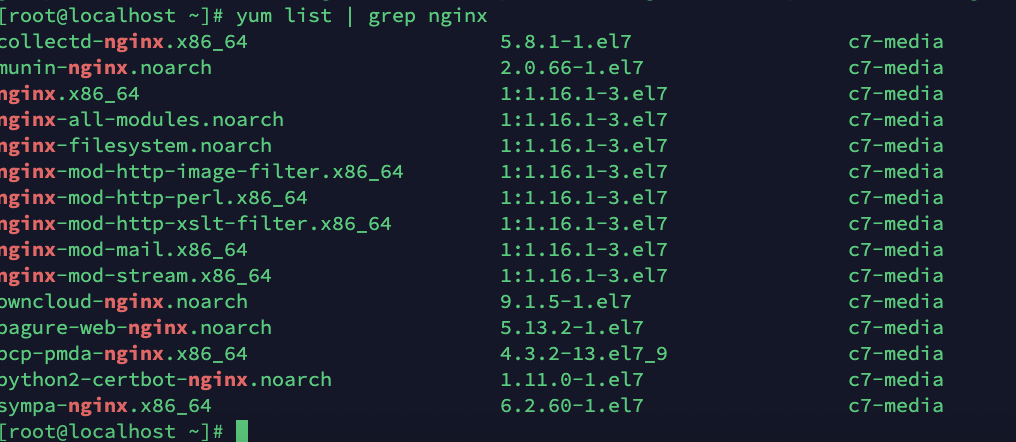 [root@localhost ~]# yum list | grep nginx
collectd-nginx.x86_64 5.8.1-1.el7 c7-media
munin-nginx.noarch 2.0.66-1.el7 c7-media
nginx.x86_64 1:1.16.1-3.el7 c7-media
nginx-all-modules.noarch 1:1.16.1-3.el7 c7-media
nginx-filesystem.noarch 1:1.16.1-3.el7 c7-media
nginx-mod-http-image-filter.x86_64 1:1.16.1-3.el7 c7-media
nginx-mod-http-perl.x86_64 1:1.16.1-3.el7 c7-media
nginx-mod-http-xslt-filter.x86_64 1:1.16.1-3.el7 c7-media
nginx-mod-mail.x86_64 1:1.16.1-3.el7 c7-media
nginx-mod-stream.x86_64 1:1.16.1-3.el7 c7-media
owncloud-nginx.noarch 9.1.5-1.el7 c7-media
pagure-web-nginx.noarch 5.13.2-1.el7 c7-media
pcp-pmda-nginx.x86_64 4.3.2-13.el7_9 c7-media
python2-certbot-nginx.noarch 1.11.0-1.el7 c7-media
sympa-nginx.x86_64 6.2.60-1.el7 c7-media
[root@localhost ~]#